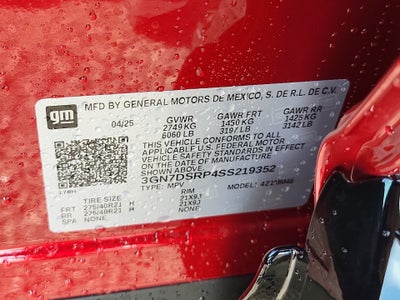 gm
MFD BY GENERAL MOTORS DE MEXICO, S. DE R.L. DE C.V.
04/25 GVWR GAWR FRT GAWR RR
2749 KG 1450 KG 1425 KG
6060 LB 3197 LB 3142 LB
THIS VEHICLE CONFORMS TO ALL
APPLICABLE U.S. FEDERAL MOTOR
VEHICLE SAFETY STANDARDS IN EFFECT
ON THE DATE OF MANUFACTURE
SHOWN ABOVE
3GN7DSRP4SS219352
TYPE: MPV MODEL:
TIRE SIZE RIM
FRT 275/40R21 H 21X9J
RR 275/40R21 H 21X9J
SPA NONE NONE